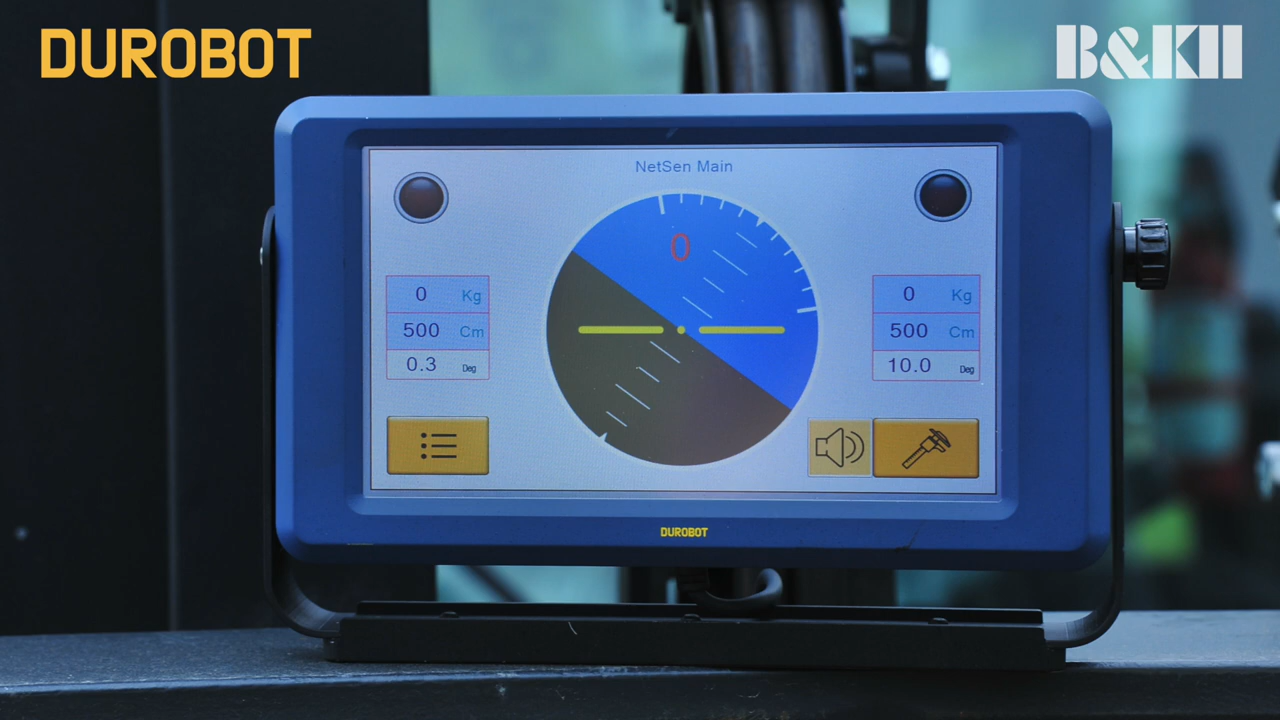 DUROBOT
B&KH
NetSen Main
0
0 Kg
500 Cm
0.3 Deg
0 Kg
500 Cm
10.0 Deg
DUROBOT